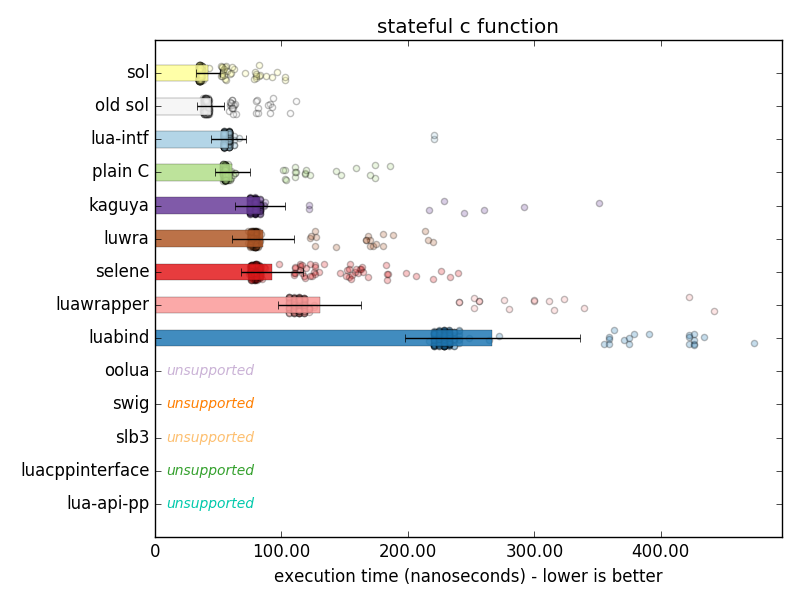 stateful c function
sol
old sol
lua-intf
plain C
kaguya
luwra
selene
luawrapper
luabind
oolua unsupported
swig unsupported
slb3 unsupported
luacppinterface unsupported
lua-api-pp unsupported
0 100.00 200.00 300.00 400.00
execution time (nanoseconds) - lower is better